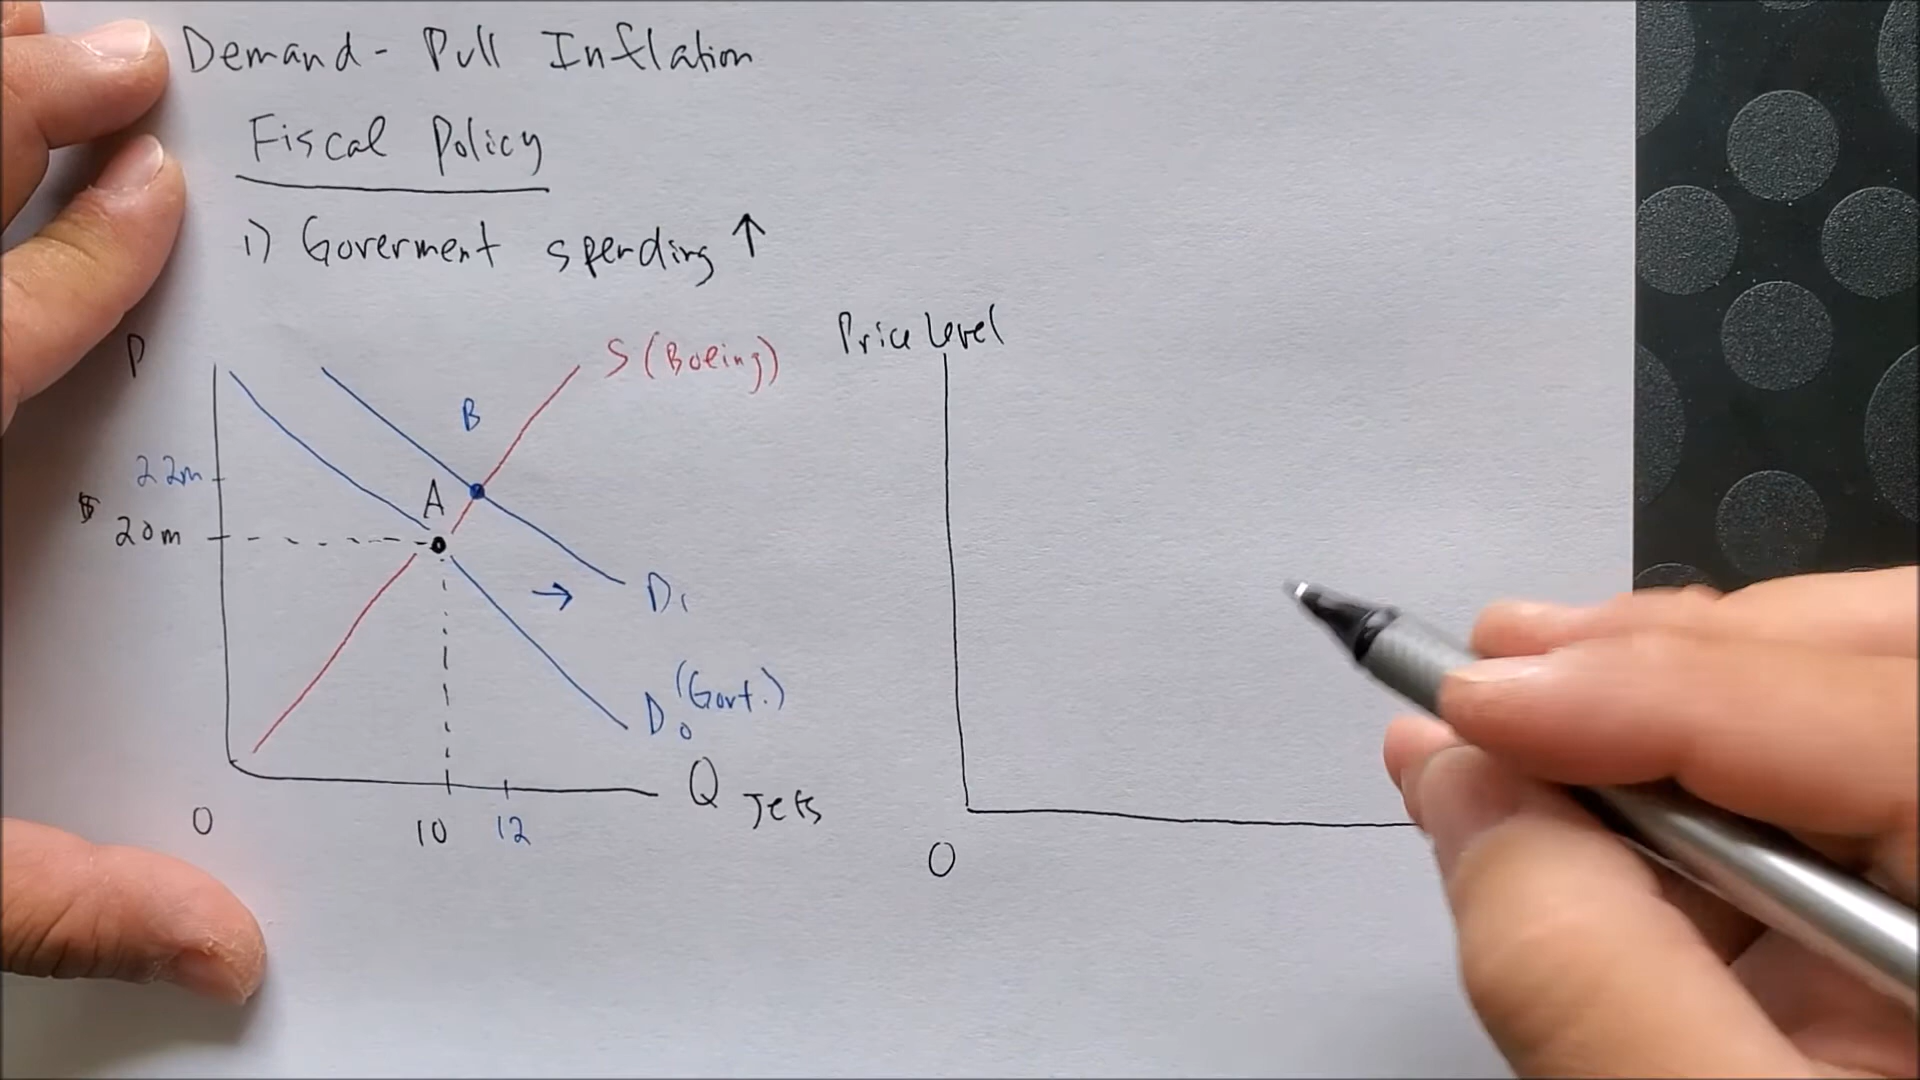 Demand - Pull Inflation
Fiscal Policy
1) Goverment spending ↑
P
S (Boeing)
Price Level
B
22m
A
$
20m
D₁
(Govt.)
D₀
Q Jets
0
10
12
0